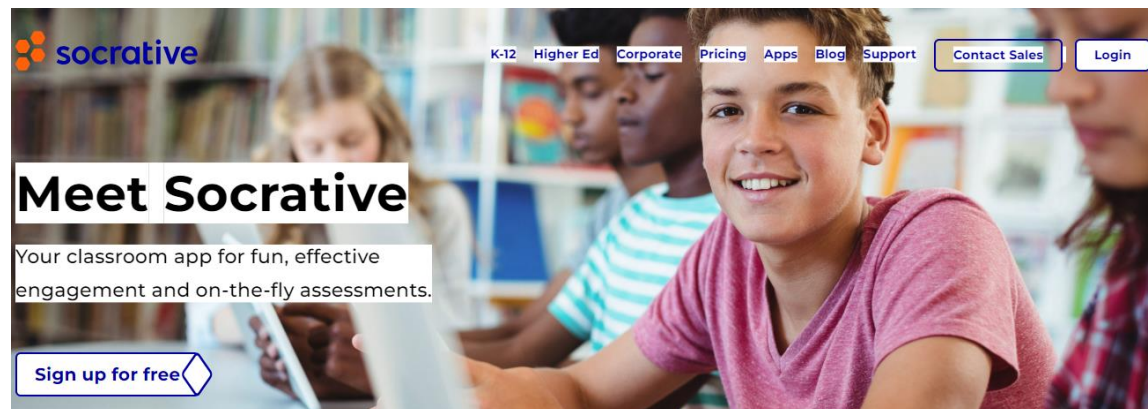 socrative
K-12 Higher Ed Corporate Pricing Apps Blog Support Contact Sales Login
Meet Socrative
Your classroom app for fun, effective
engagement and on-the-fly assessments.
Sign up for free